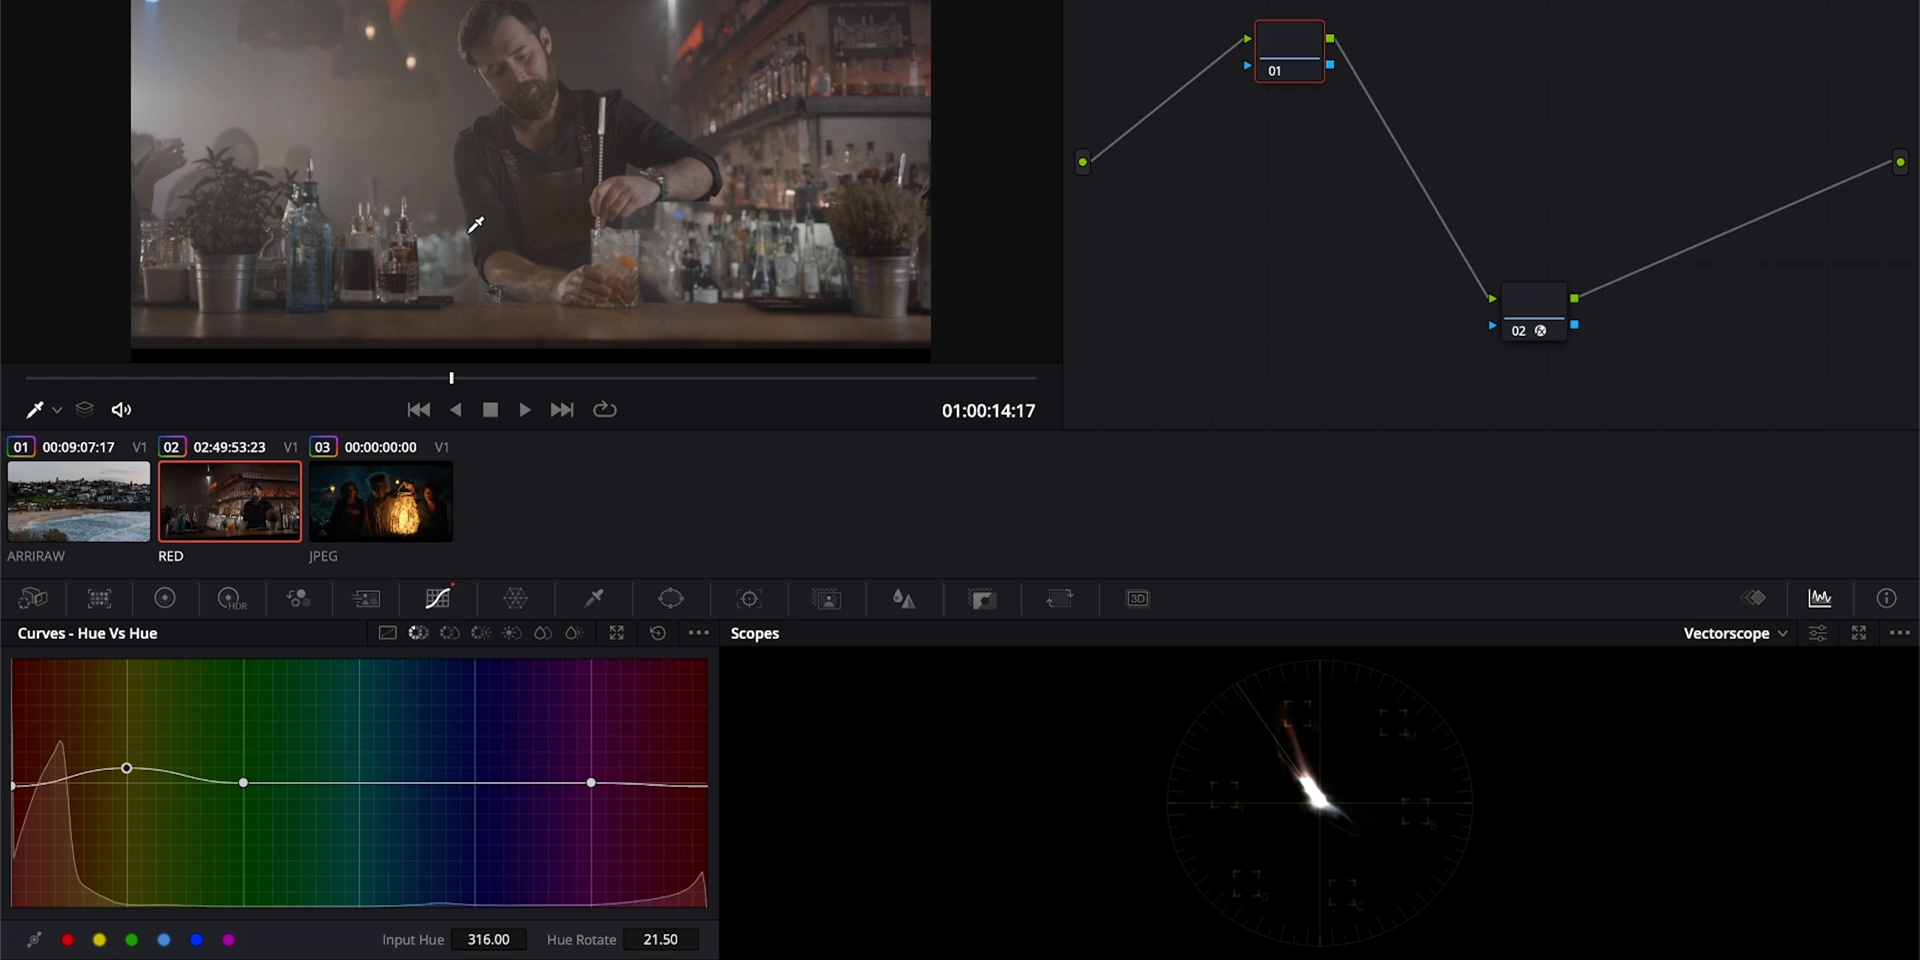 01
02
01:00:14:17
01 00:09:07:17 V1 02 02:49:53:23 V1 03 00:00:00:00 V1
ARRIRAW RED JPEG
HDR
3D
Curves - Hue Vs Hue
Scopes
Vectorscope
R
M
B
G
C
Input Hue 316.00 Hue Rotate 21.50